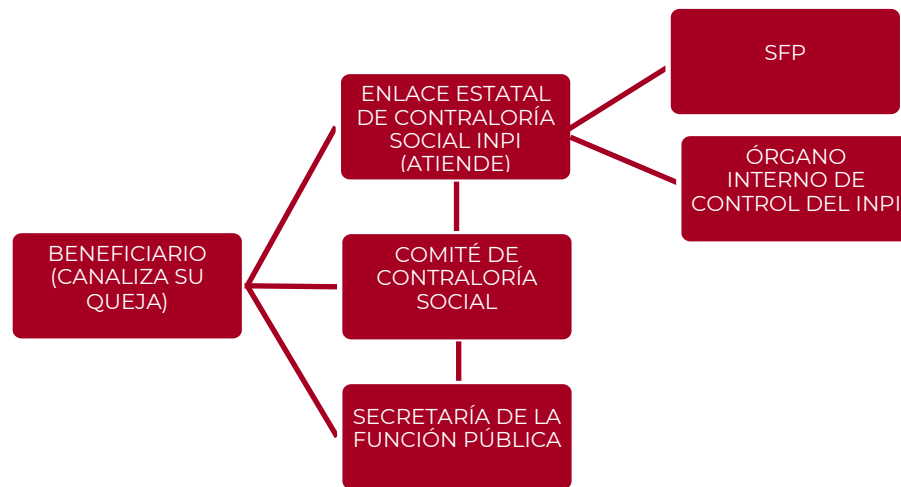 BENEFICIARIO
(CANALIZA SU
QUEJA)
ENLACE ESTATAL
DE CONTRALORÍA
SOCIAL INPI
(ATIENDE)
COMITÉ DE
CONTRALORÍA
SOCIAL
SECRETARÍA DE LA
FUNCIÓN PÚBLICA
SFP
ÓRGANO
INTERNO DE
CONTROL DEL INPI